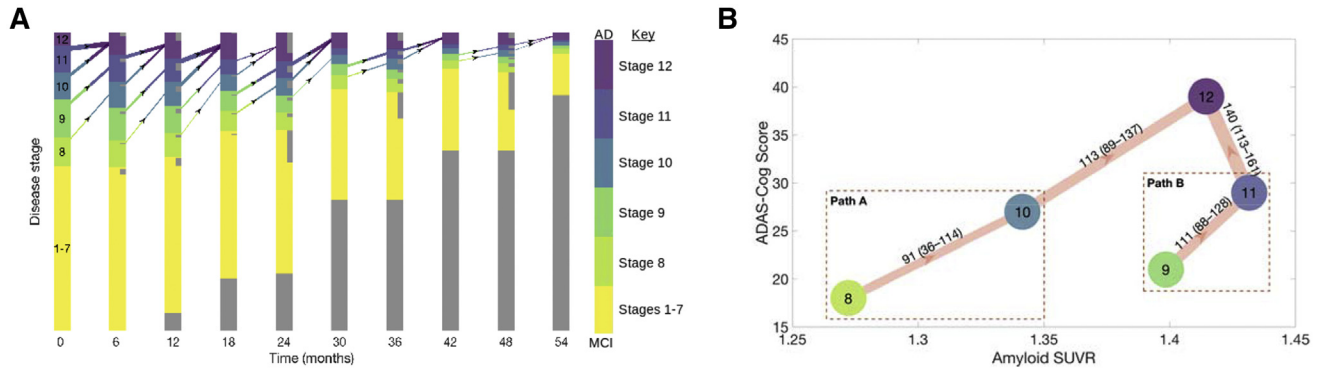 A
AD Key
12
11
10
9
8
1-7
Disease stage
Stage 12
Stage 11
Stage 10
Stage 9
Stage 8
Stages 1-7
MCI
0 6 12 18 24 30 36 42 48 54
Time (months)
B
45
40
35
30
25
20
15
ADAS-Cog Score
12
140 (113–161)
113 (89–137)
Path A
Path B
10
11
91 (36–114)
111 (88–128)
8
9
1.25 1.3 1.35 1.4 1.45
Amyloid SUVR